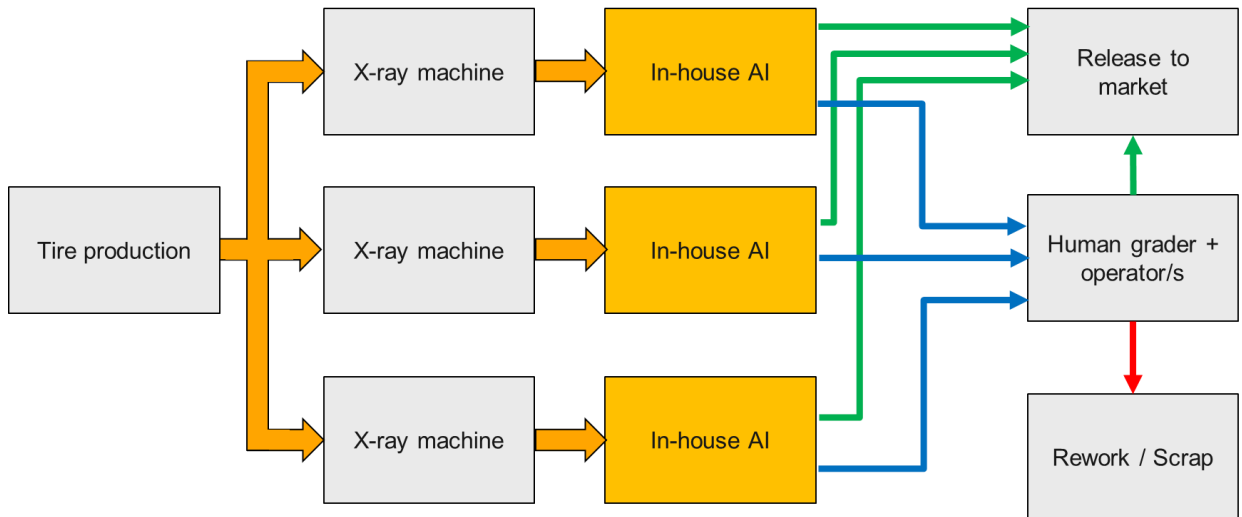 X-ray machine
In-house AI
Release to
market
Tire production
X-ray machine
In-house AI
Human grader +
operator/s
X-ray machine
In-house AI
Rework / Scrap